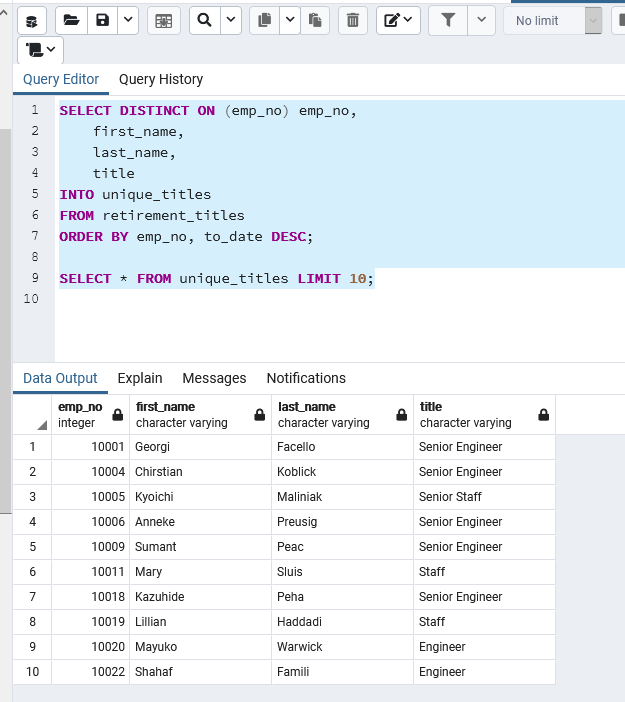 No limit
Query Editor Query History
1 SELECT DISTINCT ON (emp_no) emp_no,
2 first_name,
3 last_name,
4 title
5 INTO unique_titles
6 FROM retirement_titles
7 ORDER BY emp_no, to_date DESC;
8
9 SELECT * FROM unique_titles LIMIT 10;
10
Data Output Explain Messages Notifications
emp_no first_name last_name title
integer character varying character varying character varying
1 10001 Georgi Facello Senior Engineer
2 10004 Chirstian Koblick Senior Engineer
3 10005 Kyoichi Maliniak Senior Staff
4 10006 Anneke Preusig Senior Engineer
5 10009 Sumant Peac Senior Engineer
6 10011 Mary Sluis Staff
7 10018 Kazuhide Peha Senior Engineer
8 10019 Lillian Haddadi Staff
9 10020 Mayuko Warwick Engineer
10 10022 Shahaf Famili Engineer